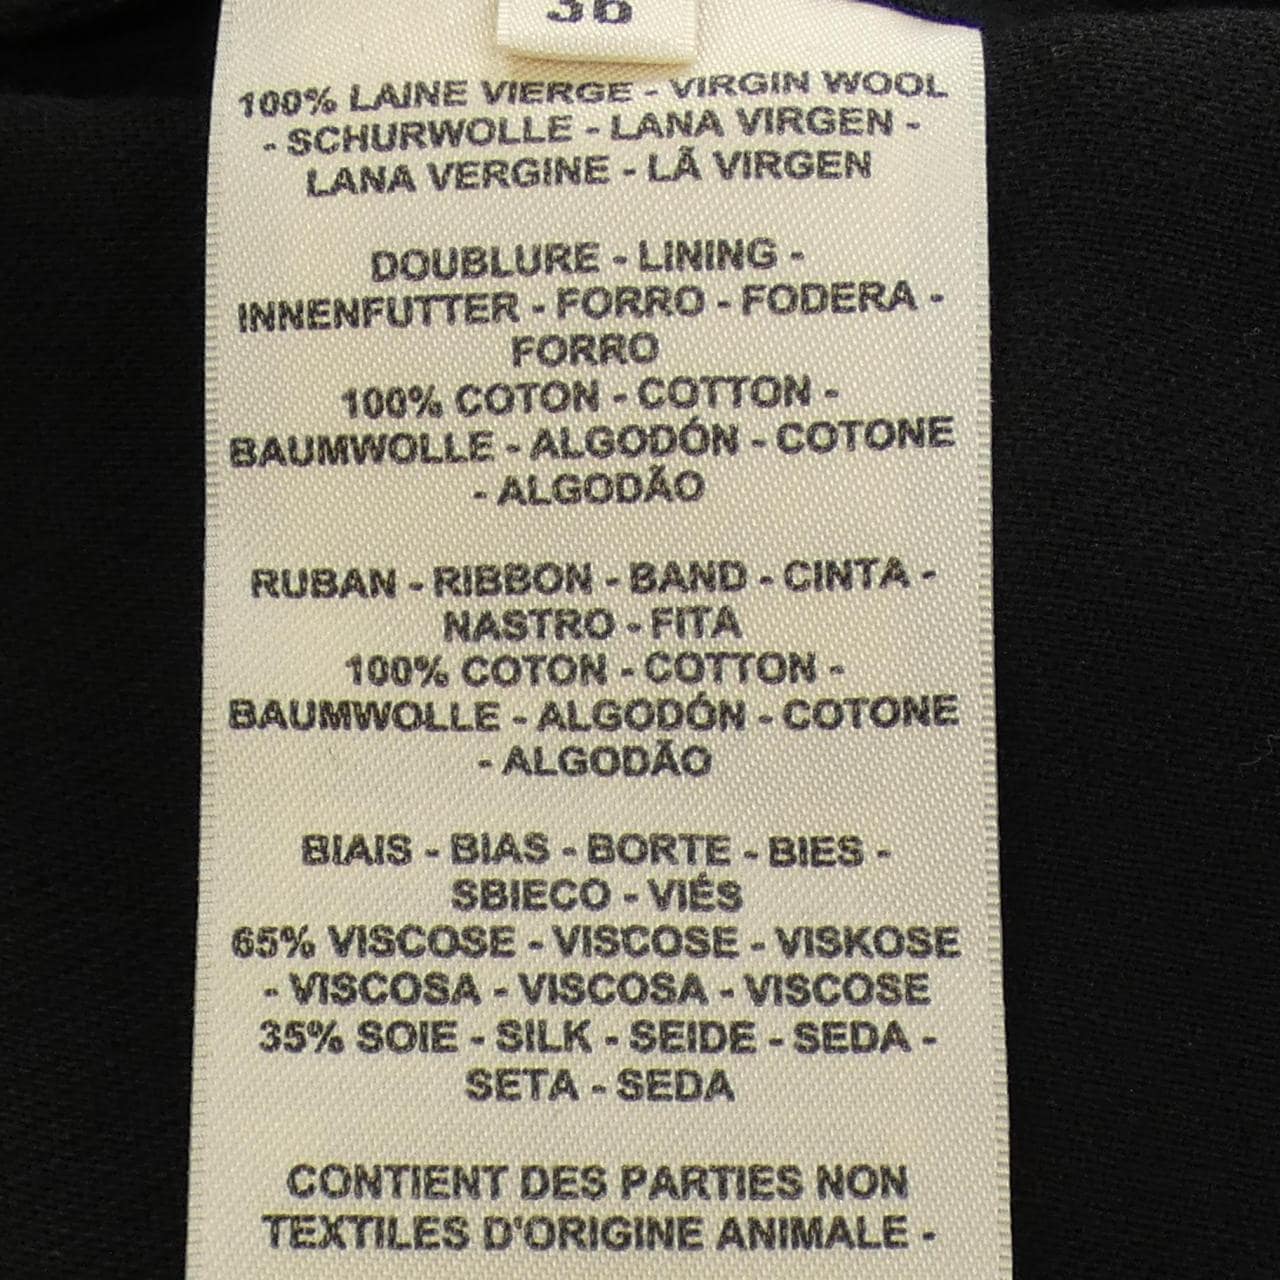 36
100% LAINE VIERGE - VIRGIN WOOL
- SCHURWOLLE - LANA VIRGEN -
LANA VERGINE - LÃ VIRGEN
DOUBLURE - LINING -
INNENFUTTER - FORRO - FODERA -
FORRO
100% COTON - COTTON -
BAUMWOLLE - ALGODÓN - COTONE
- ALGODÃO
RUBAN - RIBBON - BAND - CINTA -
NASTRO - FITA
100% COTON - COTTON -
BAUMWOLLE - ALGODÓN - COTONE
- ALGODÃO
BIAIS - BIAS - BORTE - BIES -
SBIECO - VIÉS
65% VISCOSE - VISCOSE - VISKOSE
- VISCOSA - VISCOSA - VISCOSE
35% SOIE - SILK - SEIDE - SEDA -
SETA - SEDA
CONTIENT DES PARTIES NON
TEXTILES D'ORIGINE ANIMALE -